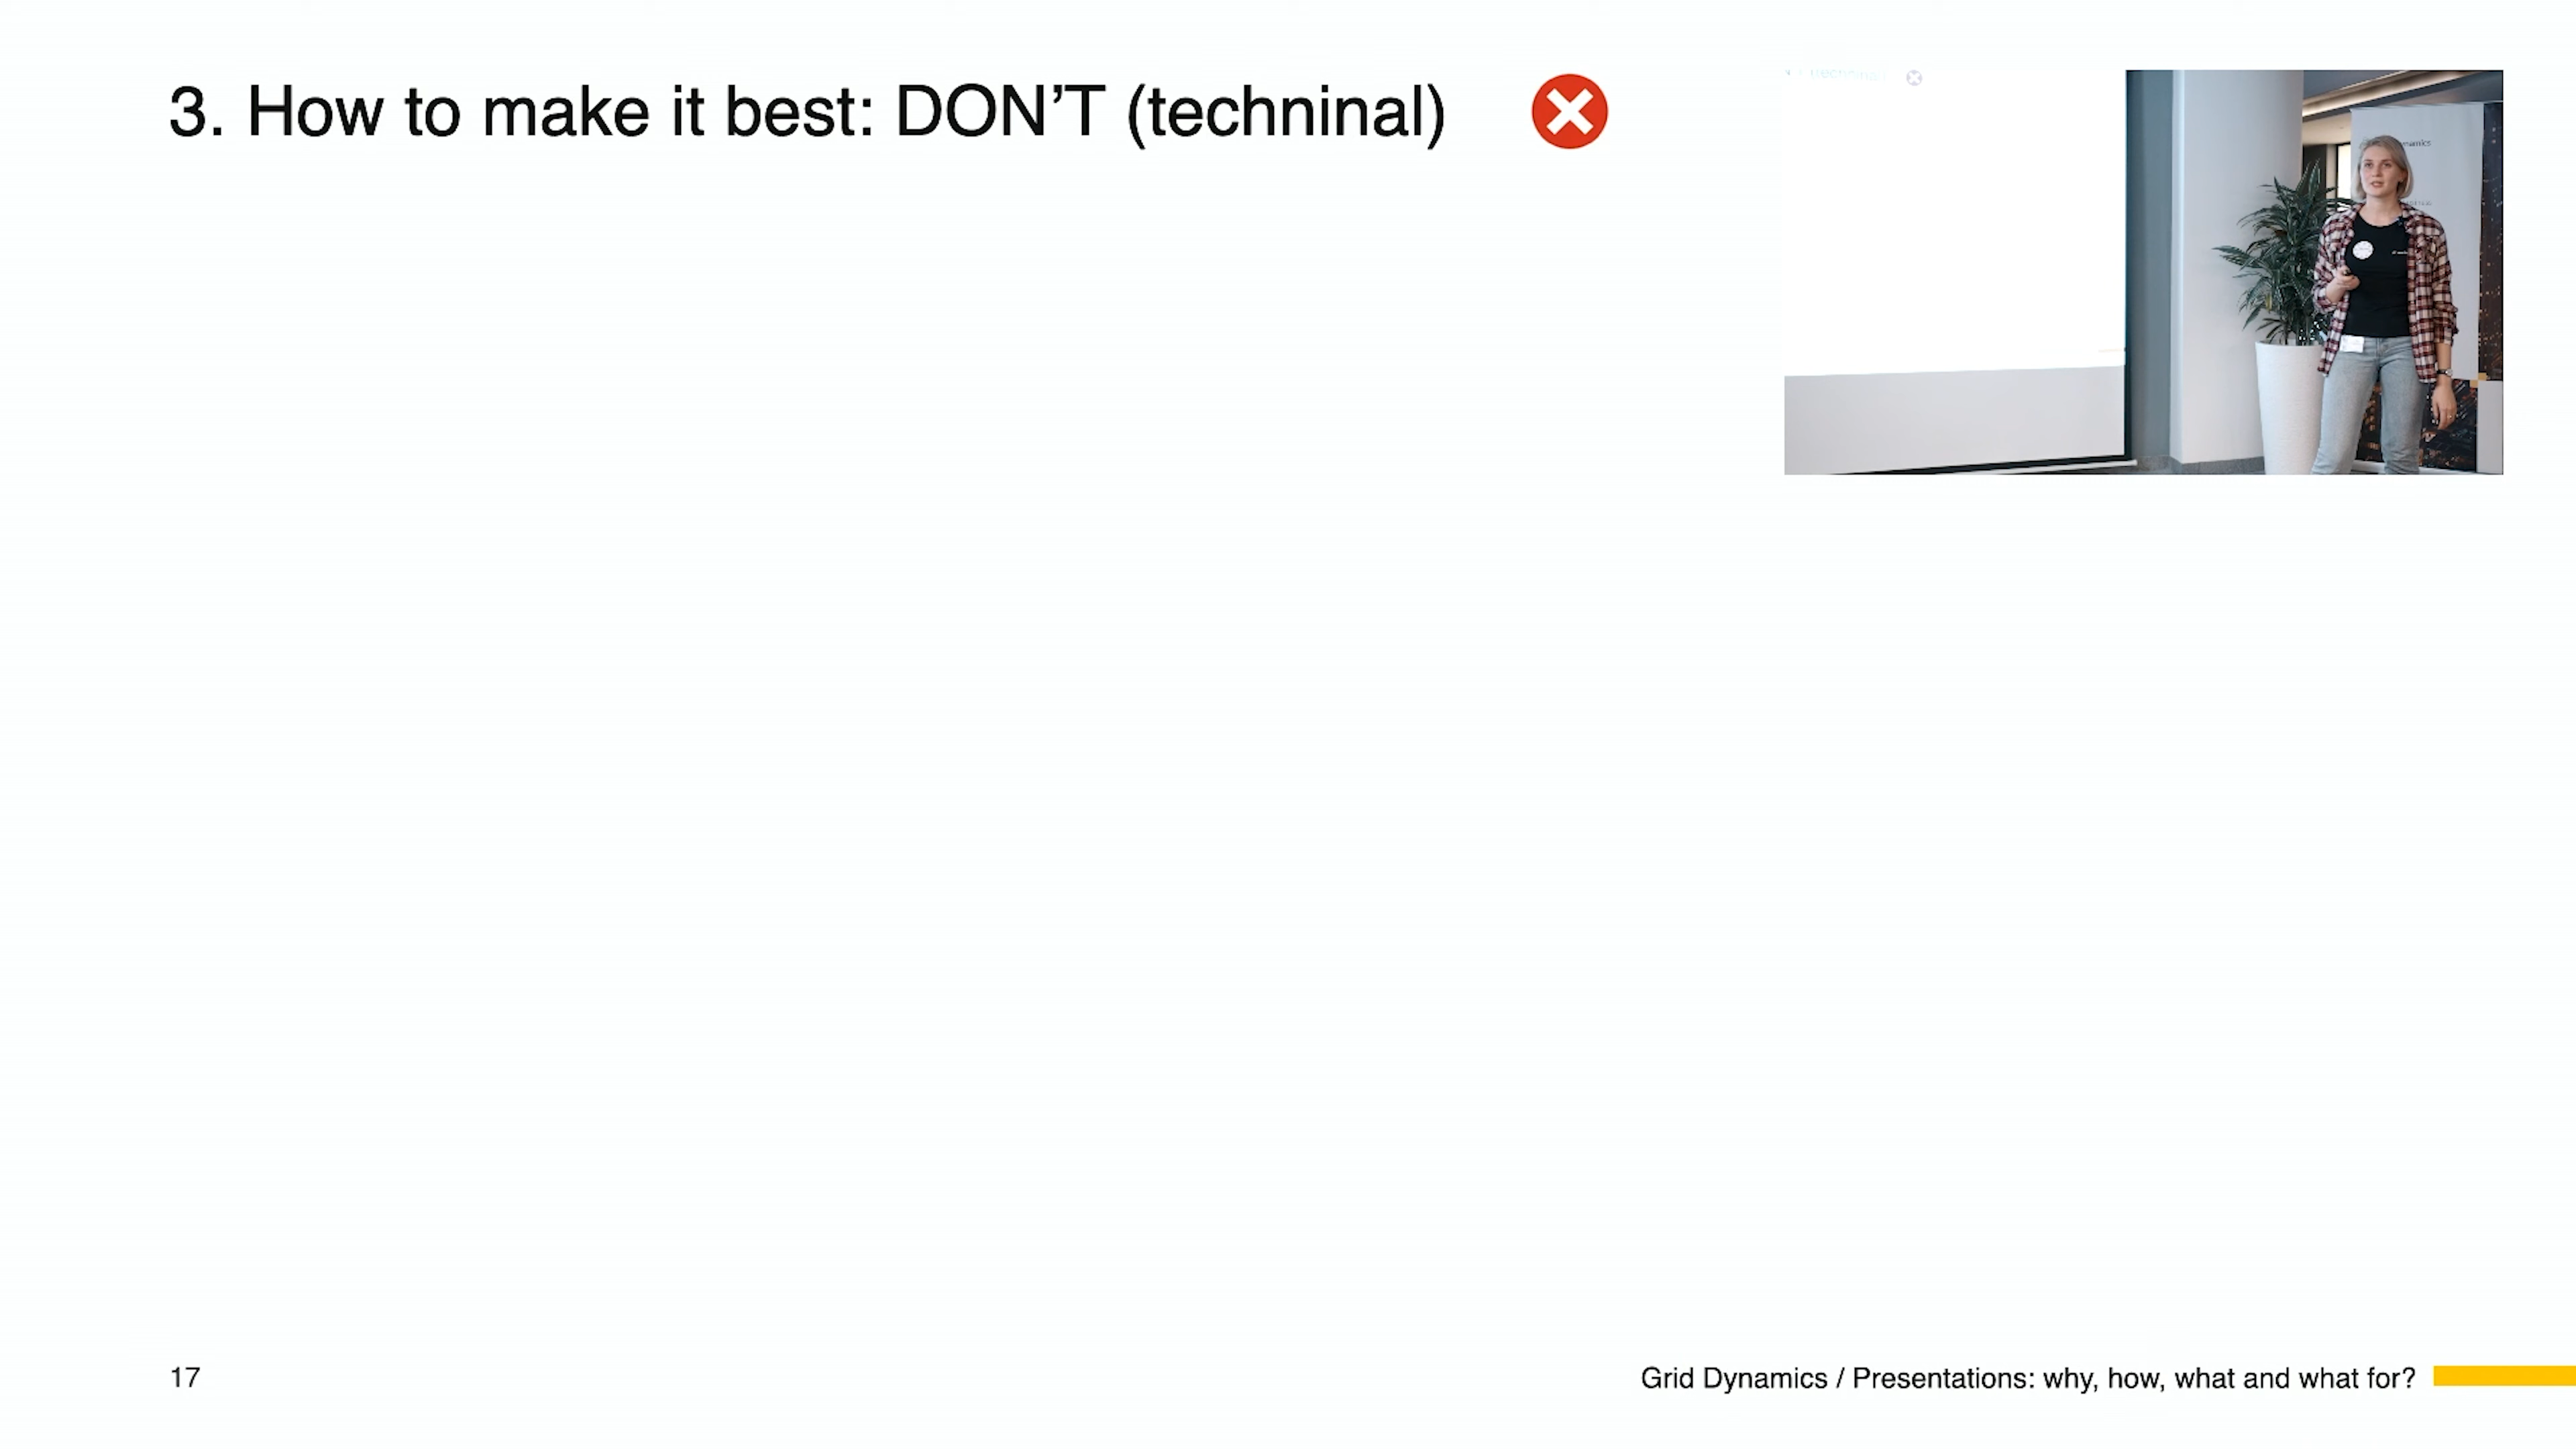 3. How to make it best: DON'T (techninal)
17
Grid Dynamics / Presentations: why, how, what and what for?